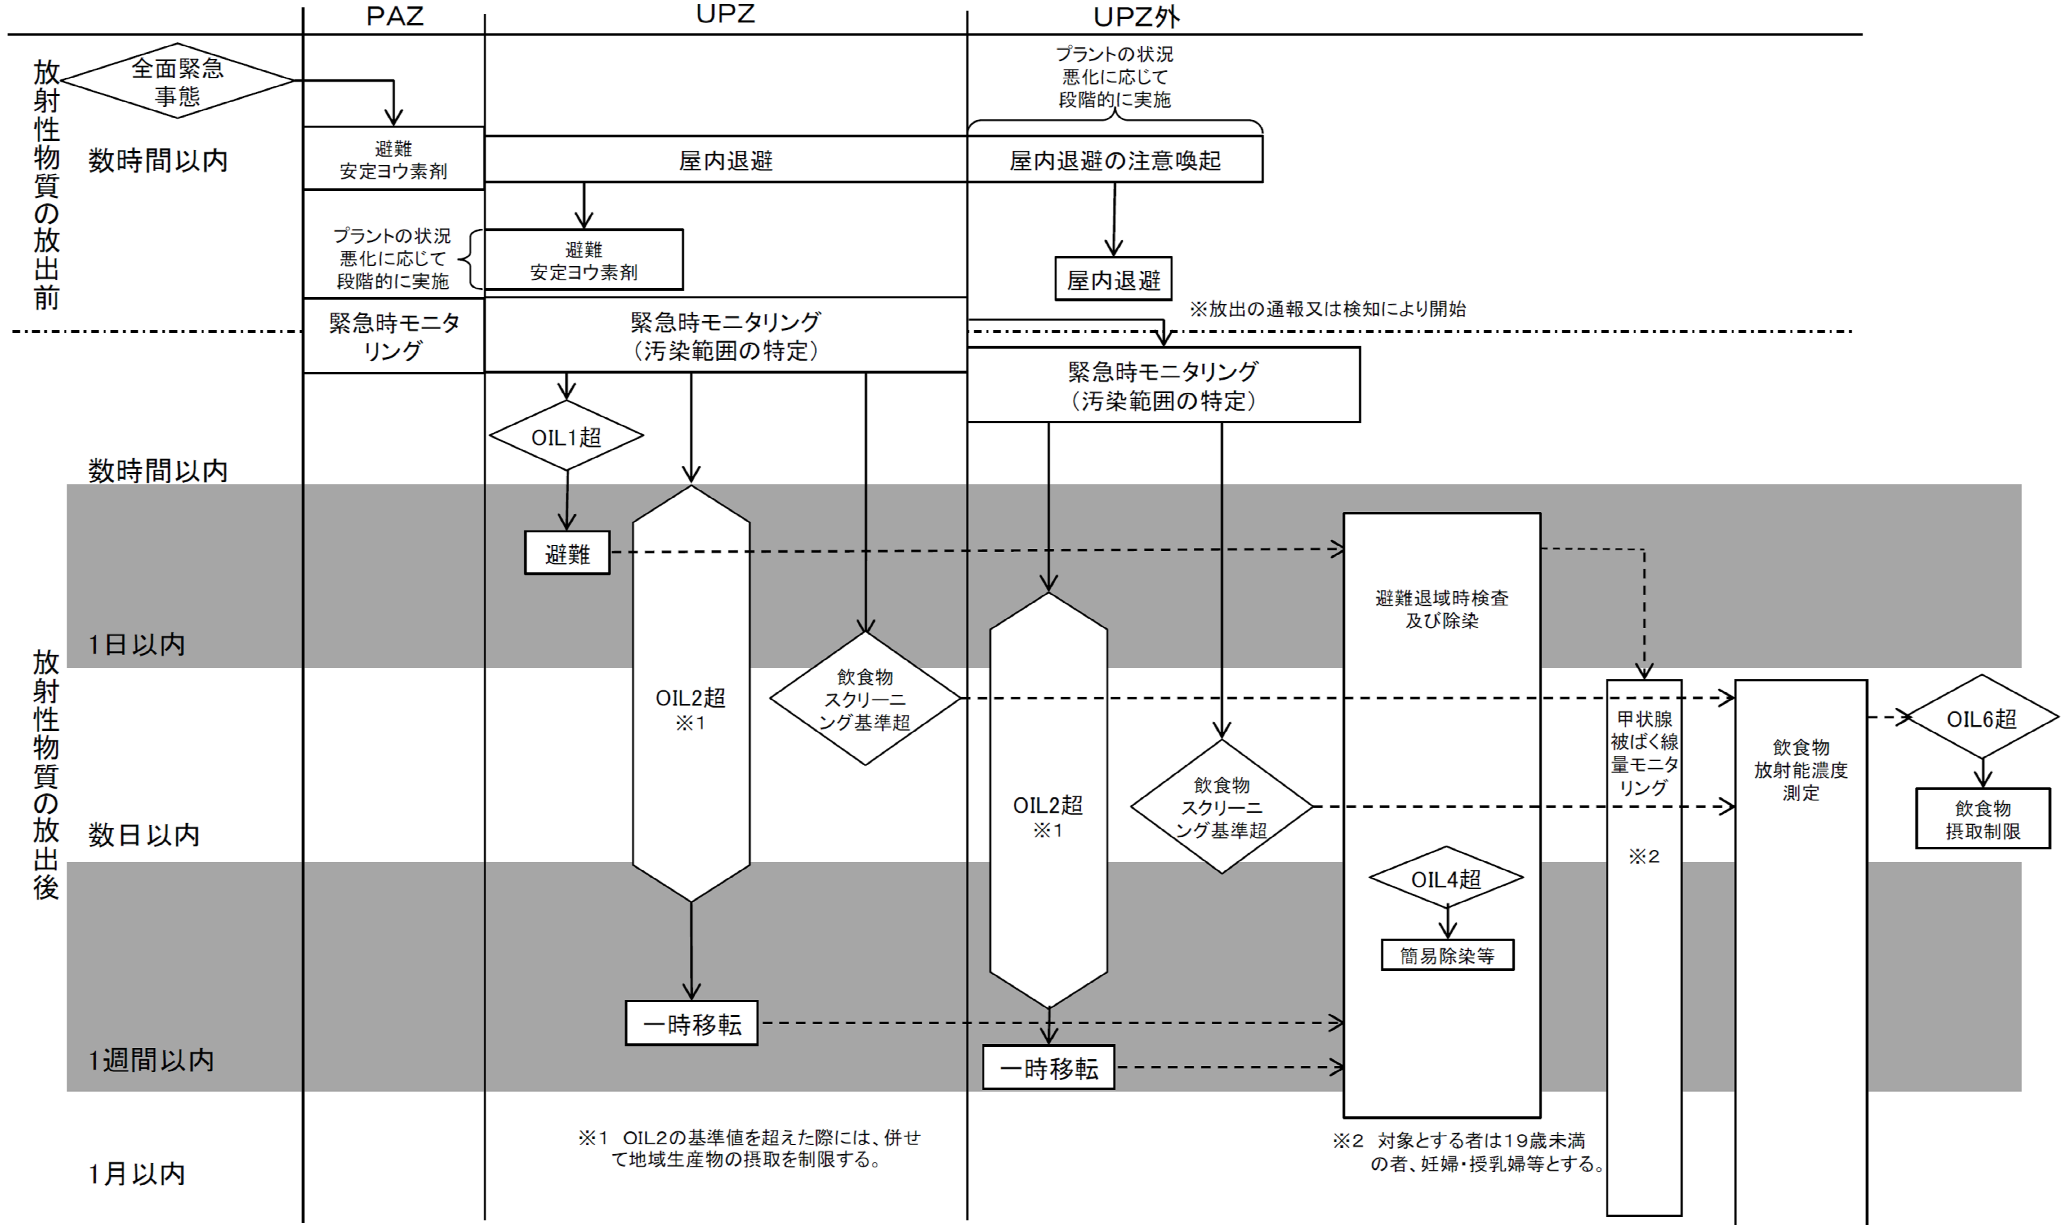 PAZ
UPZ
UPZ外
放射性物質の放出前
全面緊急
事態
プラントの状況
悪化に応じて
段階的に実施
数時間以内
避難
安定ヨウ素剤
屋内退避
屋内退避の注意喚起
プラントの状況
悪化に応じて
段階的に実施
避難
安定ヨウ素剤
屋内退避
※放出の通報又は検知により開始
緊急時モニタ
リング
緊急時モニタリング
（汚染範囲の特定）
緊急時モニタリング
（汚染範囲の特定）
放射性物質の放出後
OIL1超
数時間以内
避難
避難退域時検査
及び除染
1日以内
OIL2超
※1
飲食物
スクリーニ
ング基準超
OIL2超
※1
飲食物
スクリーニ
ング基準超
甲状腺
被ばく線
量モニタ
リング
※2
飲食物
放射能濃度
測定
OIL6超
飲食物
摂取制限
数日以内
OIL4超
簡易除染等
一時移転
一時移転
1週間以内
※1　OIL2の基準値を超えた際には、併せ
て地域生産物の摂取を制限する。
※2　対象とする者は19歳未満
の者、妊婦・授乳婦等とする。
1月以内